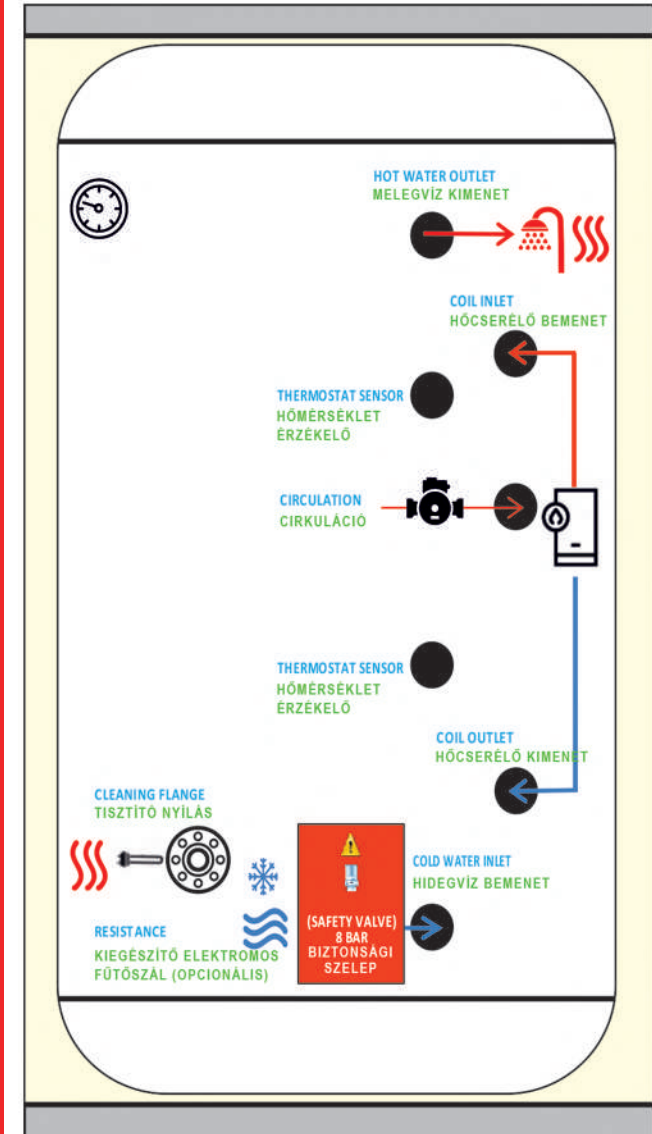 HOT WATER OUTLET
MELEGVÍZ KIMENET
COIL INLET
HŐCSERÉLŐ BEMENET
THERMOSTAT SENSOR
HŐMÉRSÉKLET
ÉRZÉKELŐ
CIRCULATION
CIRKULÁCIÓ
THERMOSTAT SENSOR
HŐMÉRSÉKLET
ÉRZÉKELŐ
COIL OUTLET
HŐCSERÉLŐ KIMENET
CLEANING FLANGE
TISZTÍTÓ NYÍLÁS
COLD WATER INLET
HIDEGVÍZ BEMENET
RESISTANCE
KIEGÉSZÍTŐ ELEKTROMOS
FŰTŐSZÁL (OPCIONÁLIS)
(SAFETY VALVE)
8 BAR
BIZTONSÁGI
SZELEP